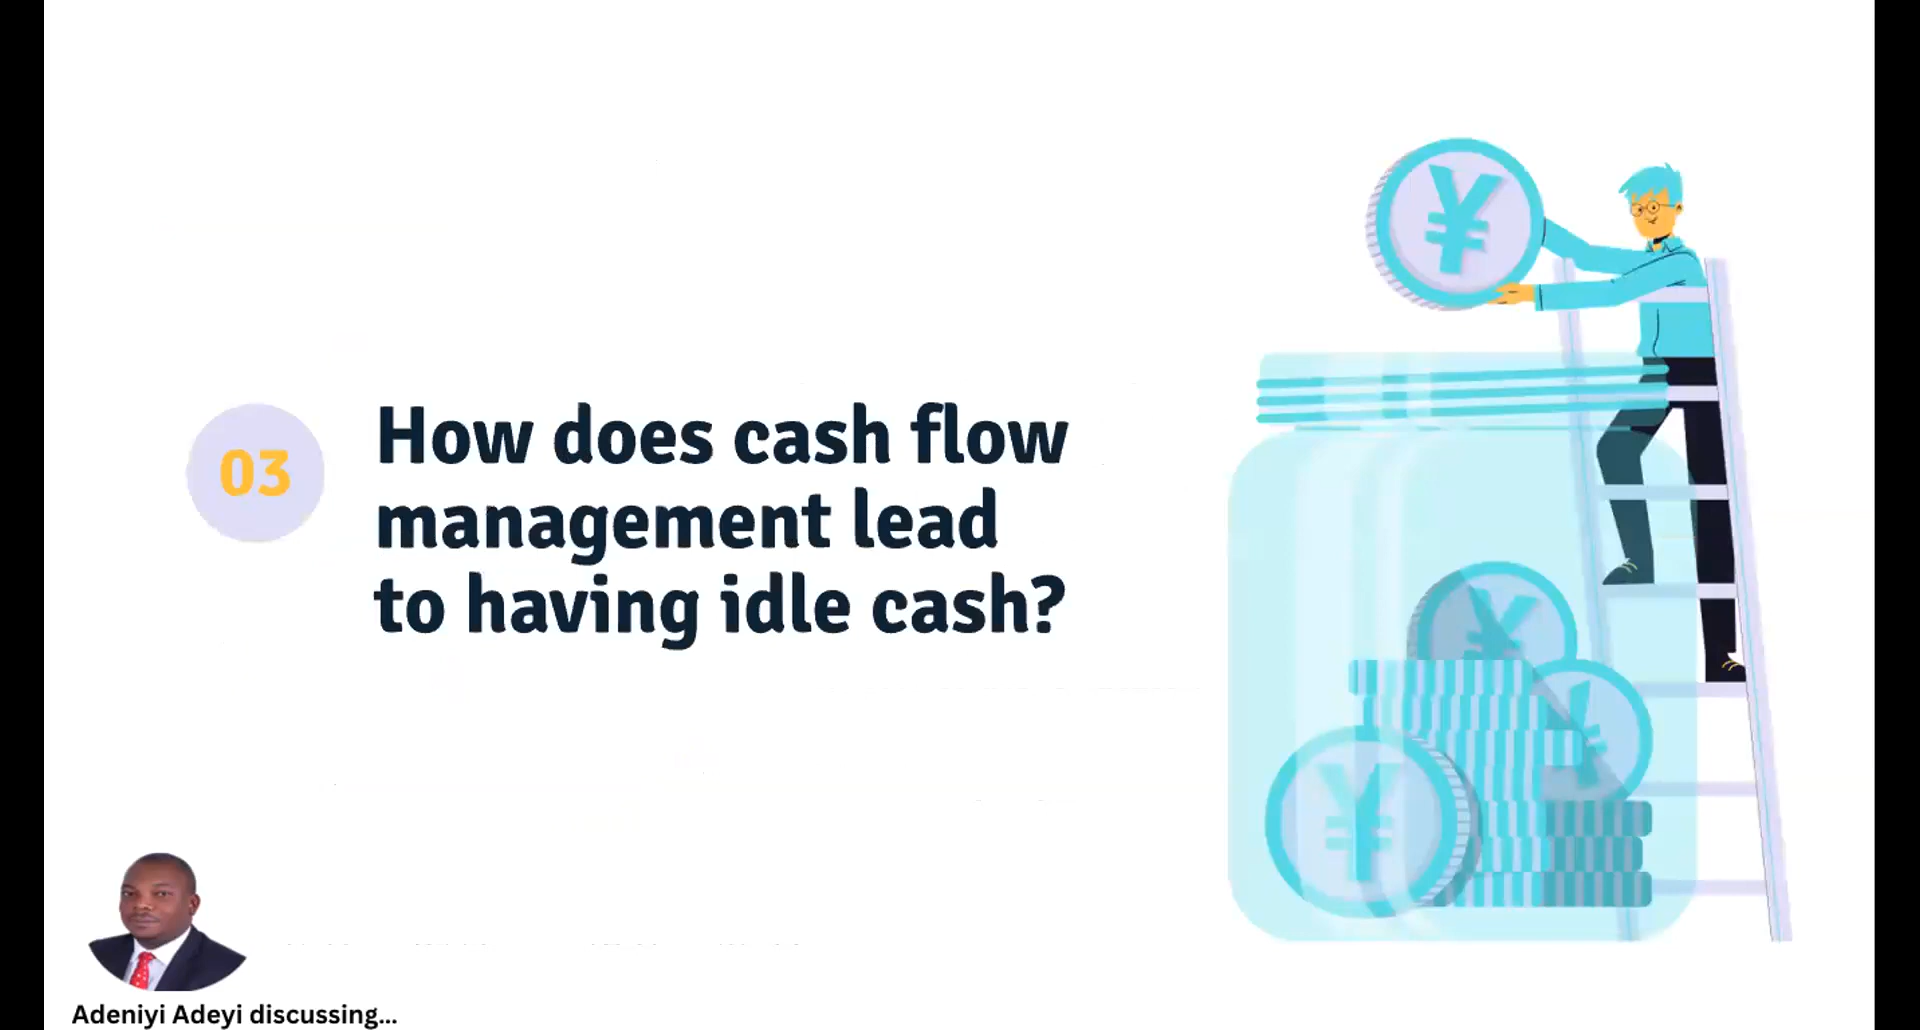 03
How does cash flow
management lead
to having idle cash?
¥
¥
¥
¥
Adeniyi Adeyi discussing...